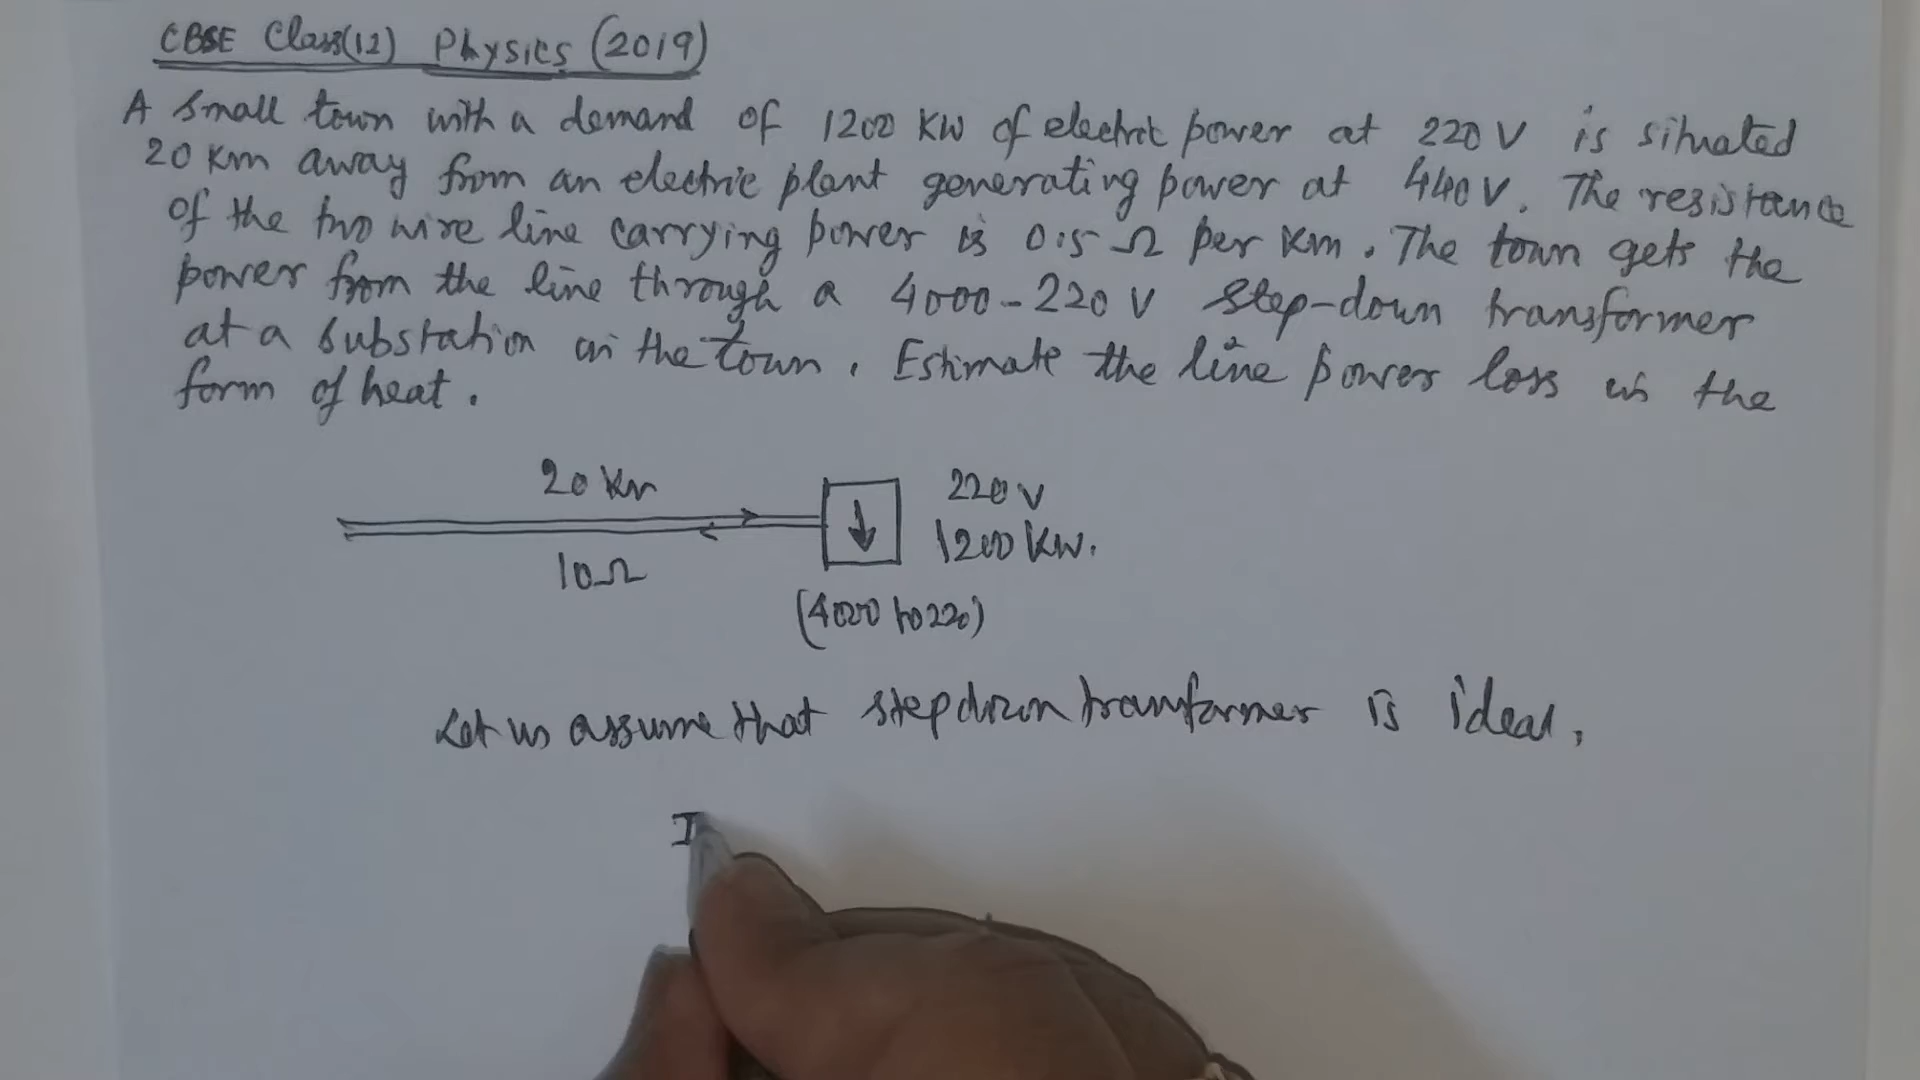 CBSE Class(12) Physics (2019)
A small town with a demand of 1200 KW of electric power at 220 V is situated
20 Km away from an electric plant generating power at 440 V. The resistance
of the two wire line carrying power is 0.5 Ω per Km. The town gets the
power from the line through a 4000-220 V step-down transformer
at a substation in the town. Estimate the line power loss in the
form of heat.
20 Km
220 V
1200 KW.
10Ω
(4000 to 220)
Let us assume that step down transformer is ideal.
I